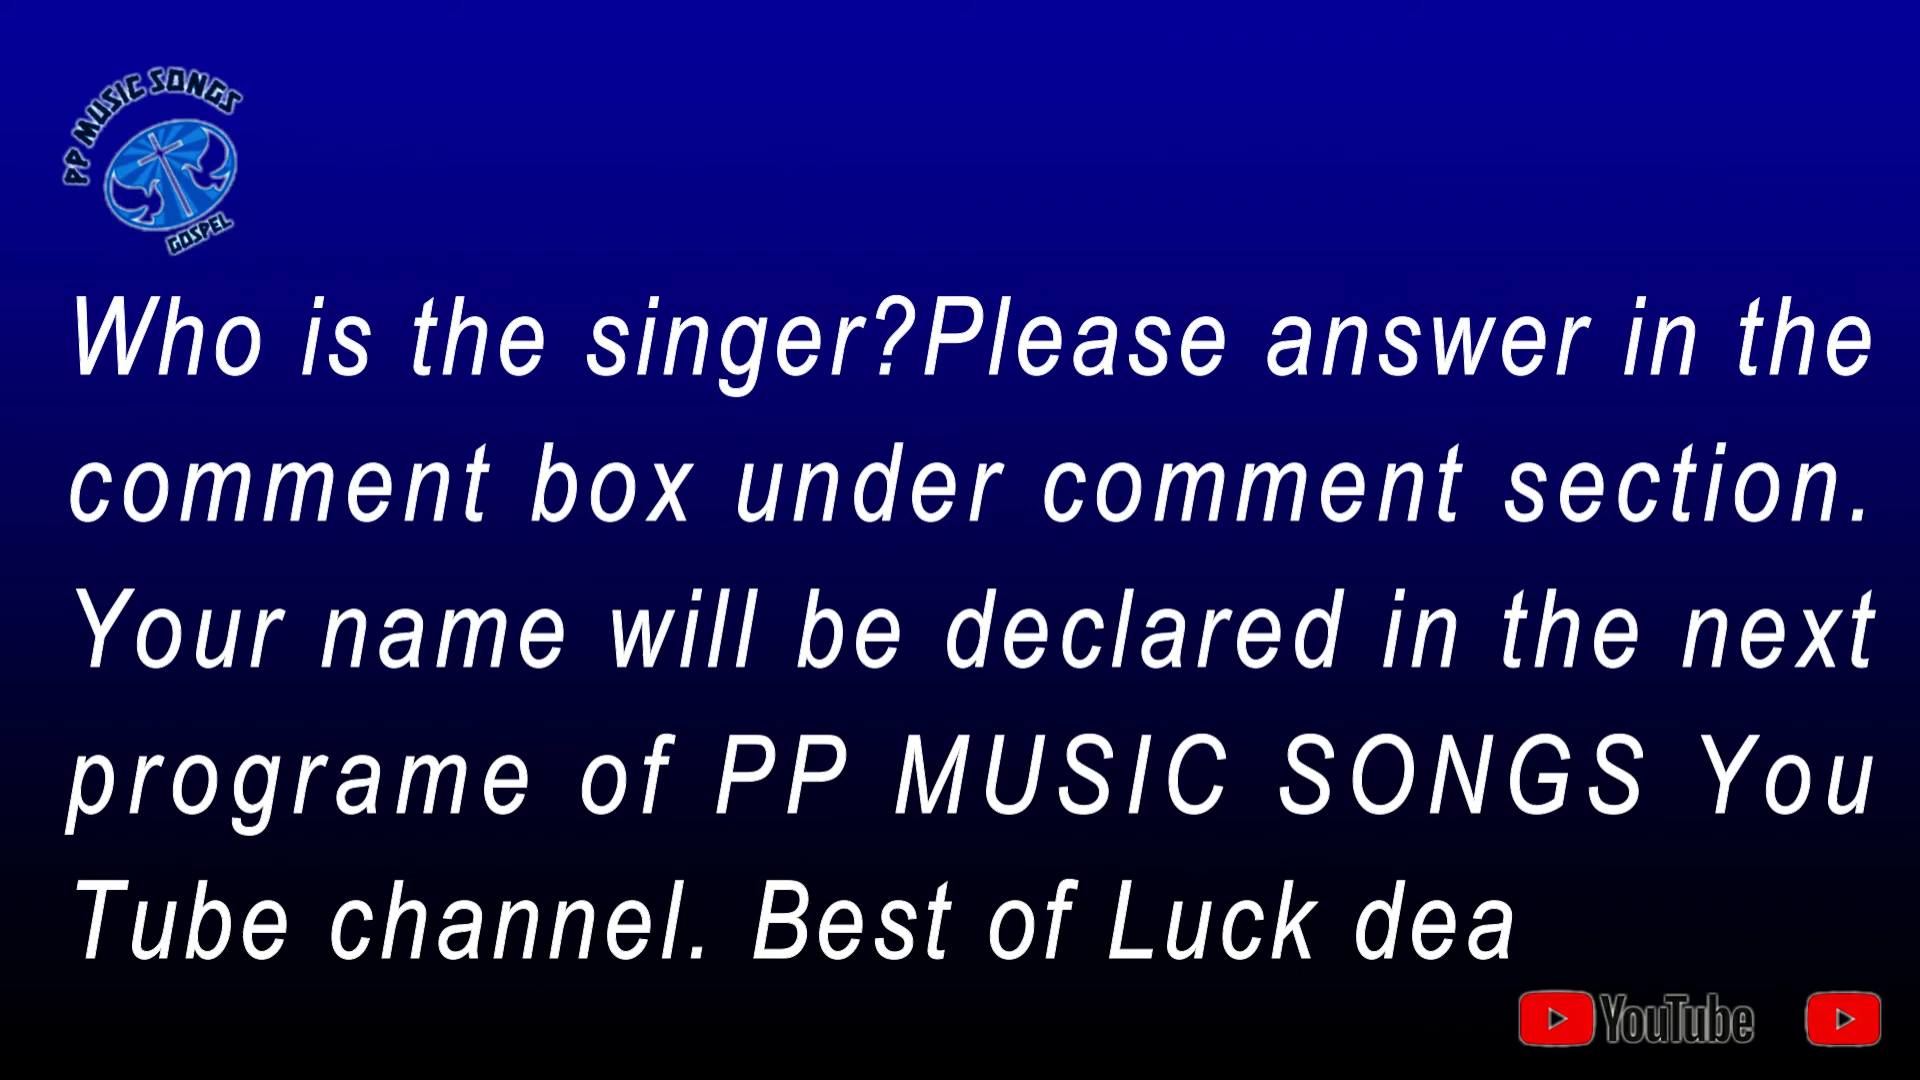 PP MUSIC SONGS
GOSPEL
Who is the singer?Please answer in the
comment box under comment section.
Your name will be declared in the next
programe of PP MUSIC SONGS You
Tube channel. Best of Luck dea
YouTube